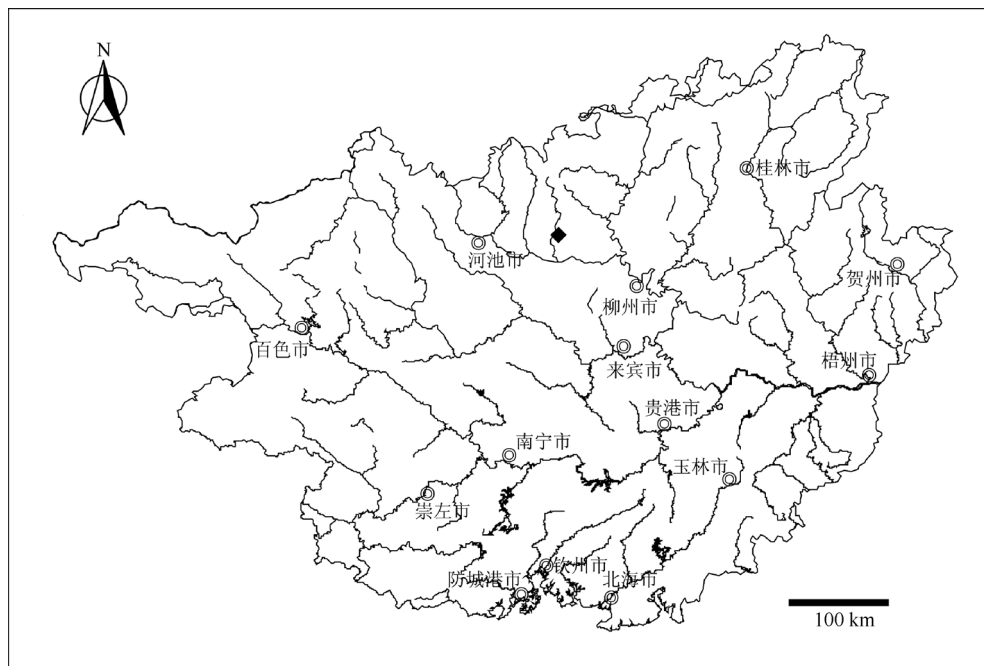 N
桂林市
河池市
贺州市
柳州市
百色市
来宾市
梧州市
贵港市
南宁市
玉林市
崇左市
钦州市
防城港市
北海市
100 km